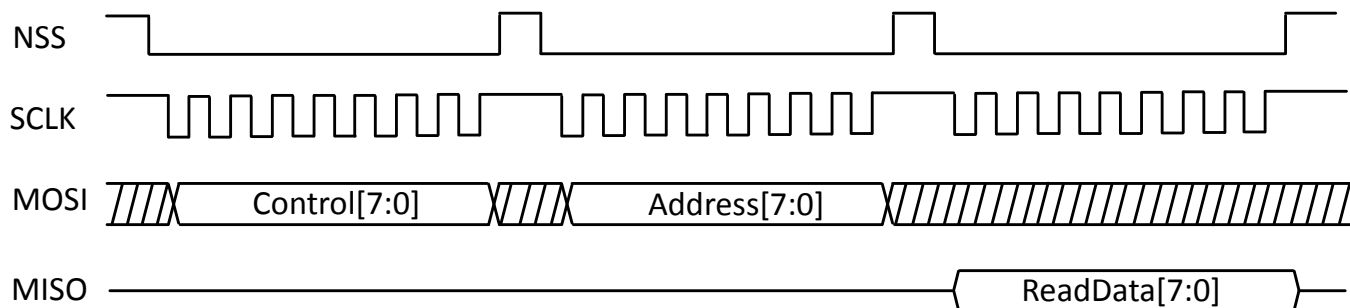 NSS
SCLK
MOSI Control[7:0] Address[7:0]
MISO ReadData[7:0]